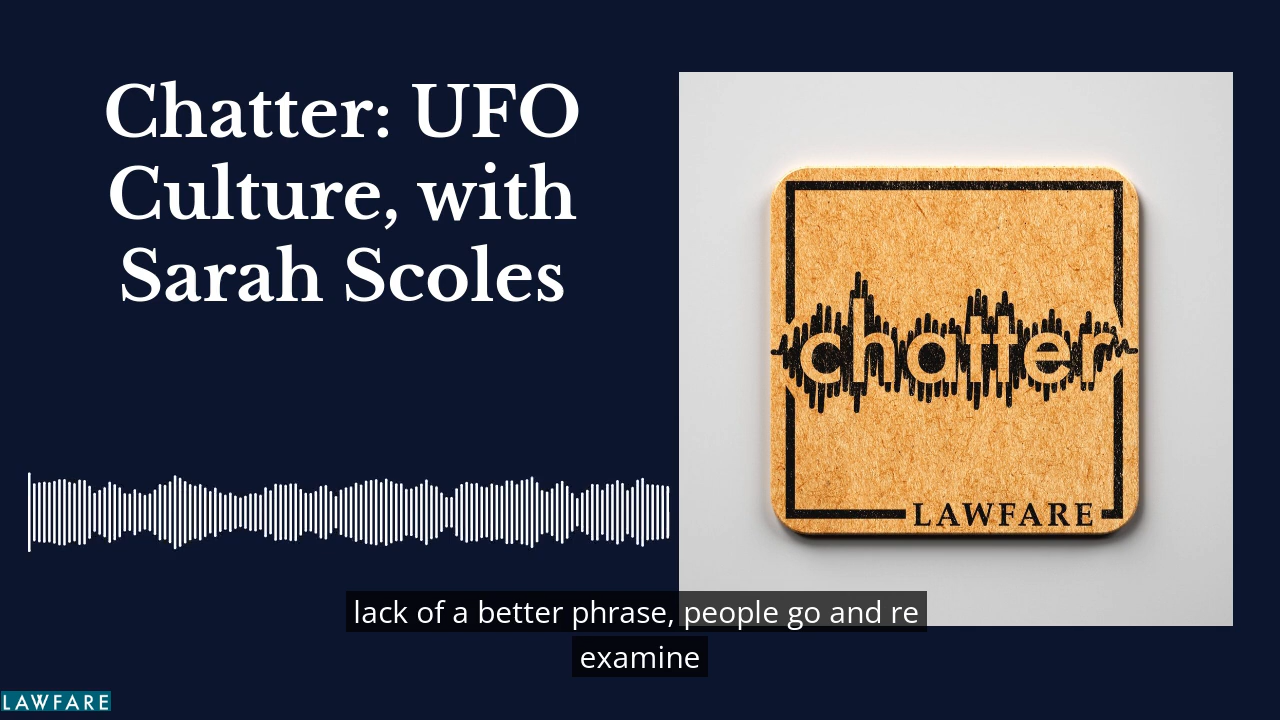 Chatter: UFO
Culture, with
Sarah Scoles
chatter
LAWFARE
lack of a better phrase, people go and re
examine
LAWFARE